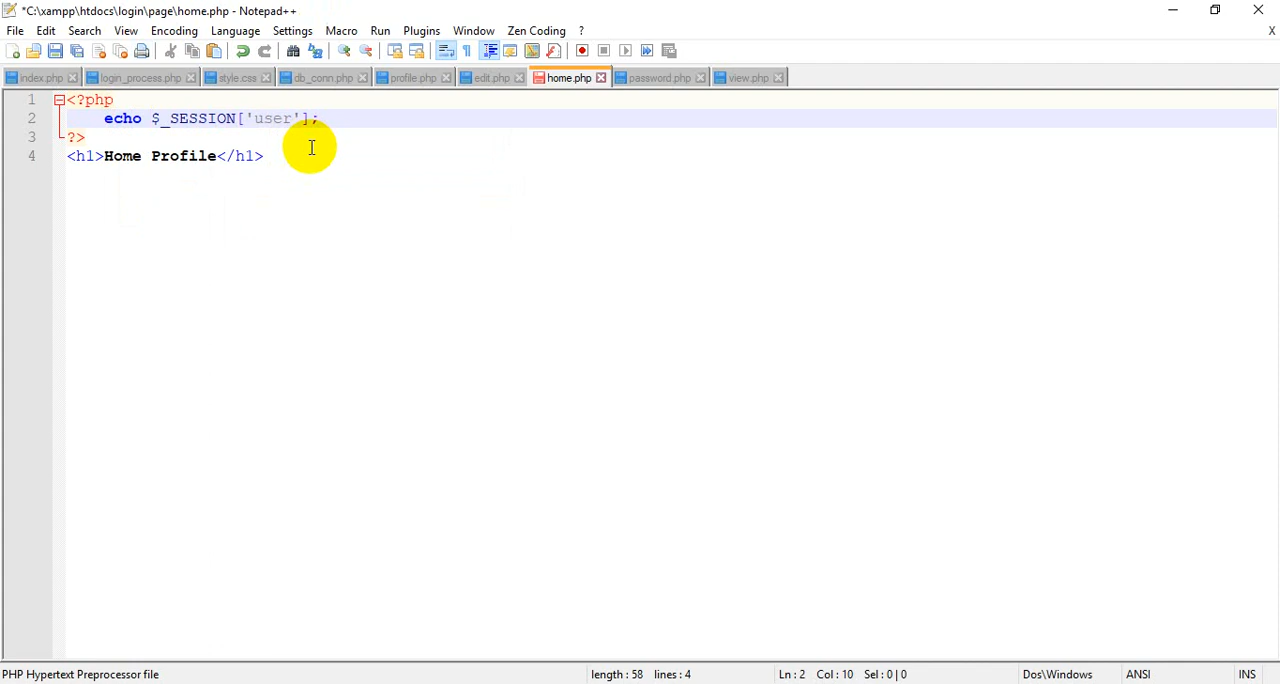 *C:\xampp\htdocs\login\page\home.php - Notepad++
File Edit Search View Encoding Language Settings Macro Run Plugins Window Zen Coding ? X
index.php login_process.php style.css db_conn.php profile.php edit.php home.php password.php view.php
1 <?php
2 echo $_SESSION['user'];
3 ?>
4 <h1>Home Profile</h1>
PHP Hypertext Preprocessor file length : 58 lines : 4 Ln : 2 Col : 10 Sel : 0 | 0 Dos\Windows ANSI INS